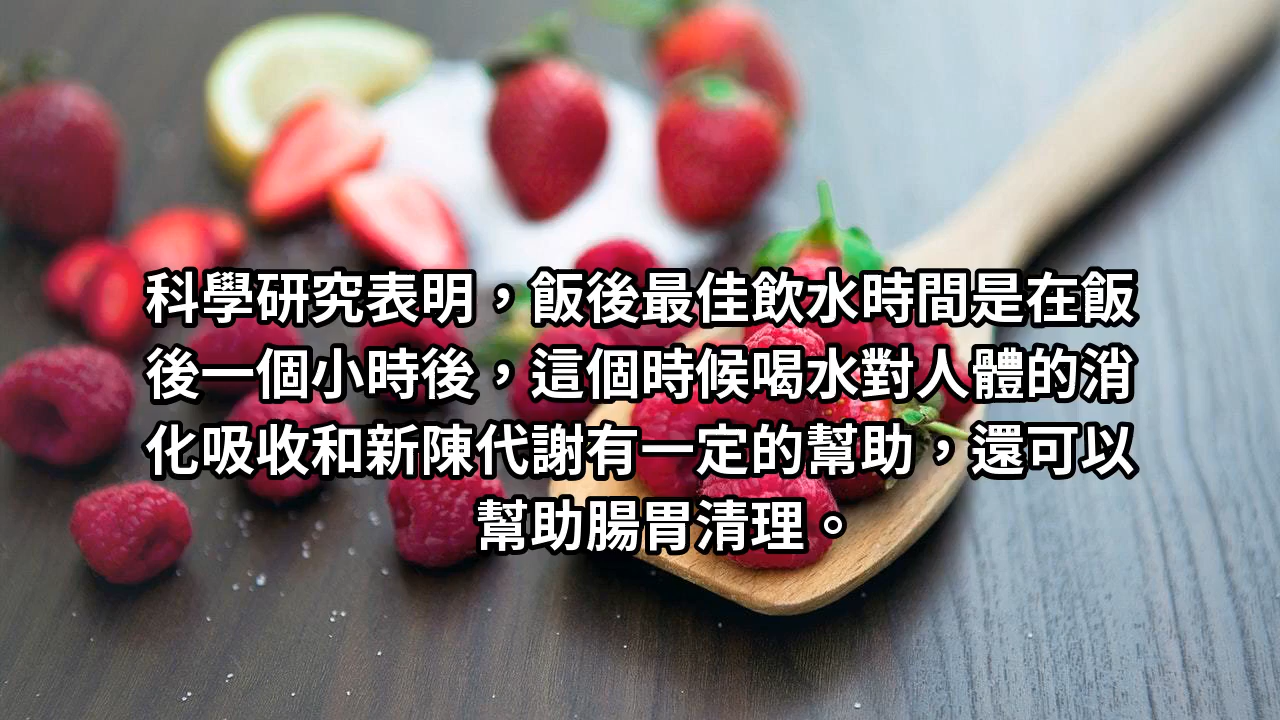 科學研究表明，飯後最佳飲水時間是在飯
後一個小時後，這個時候喝水對人體的消
化吸收和新陳代謝有一定的幫助，還可以
幫助腸胃清理。